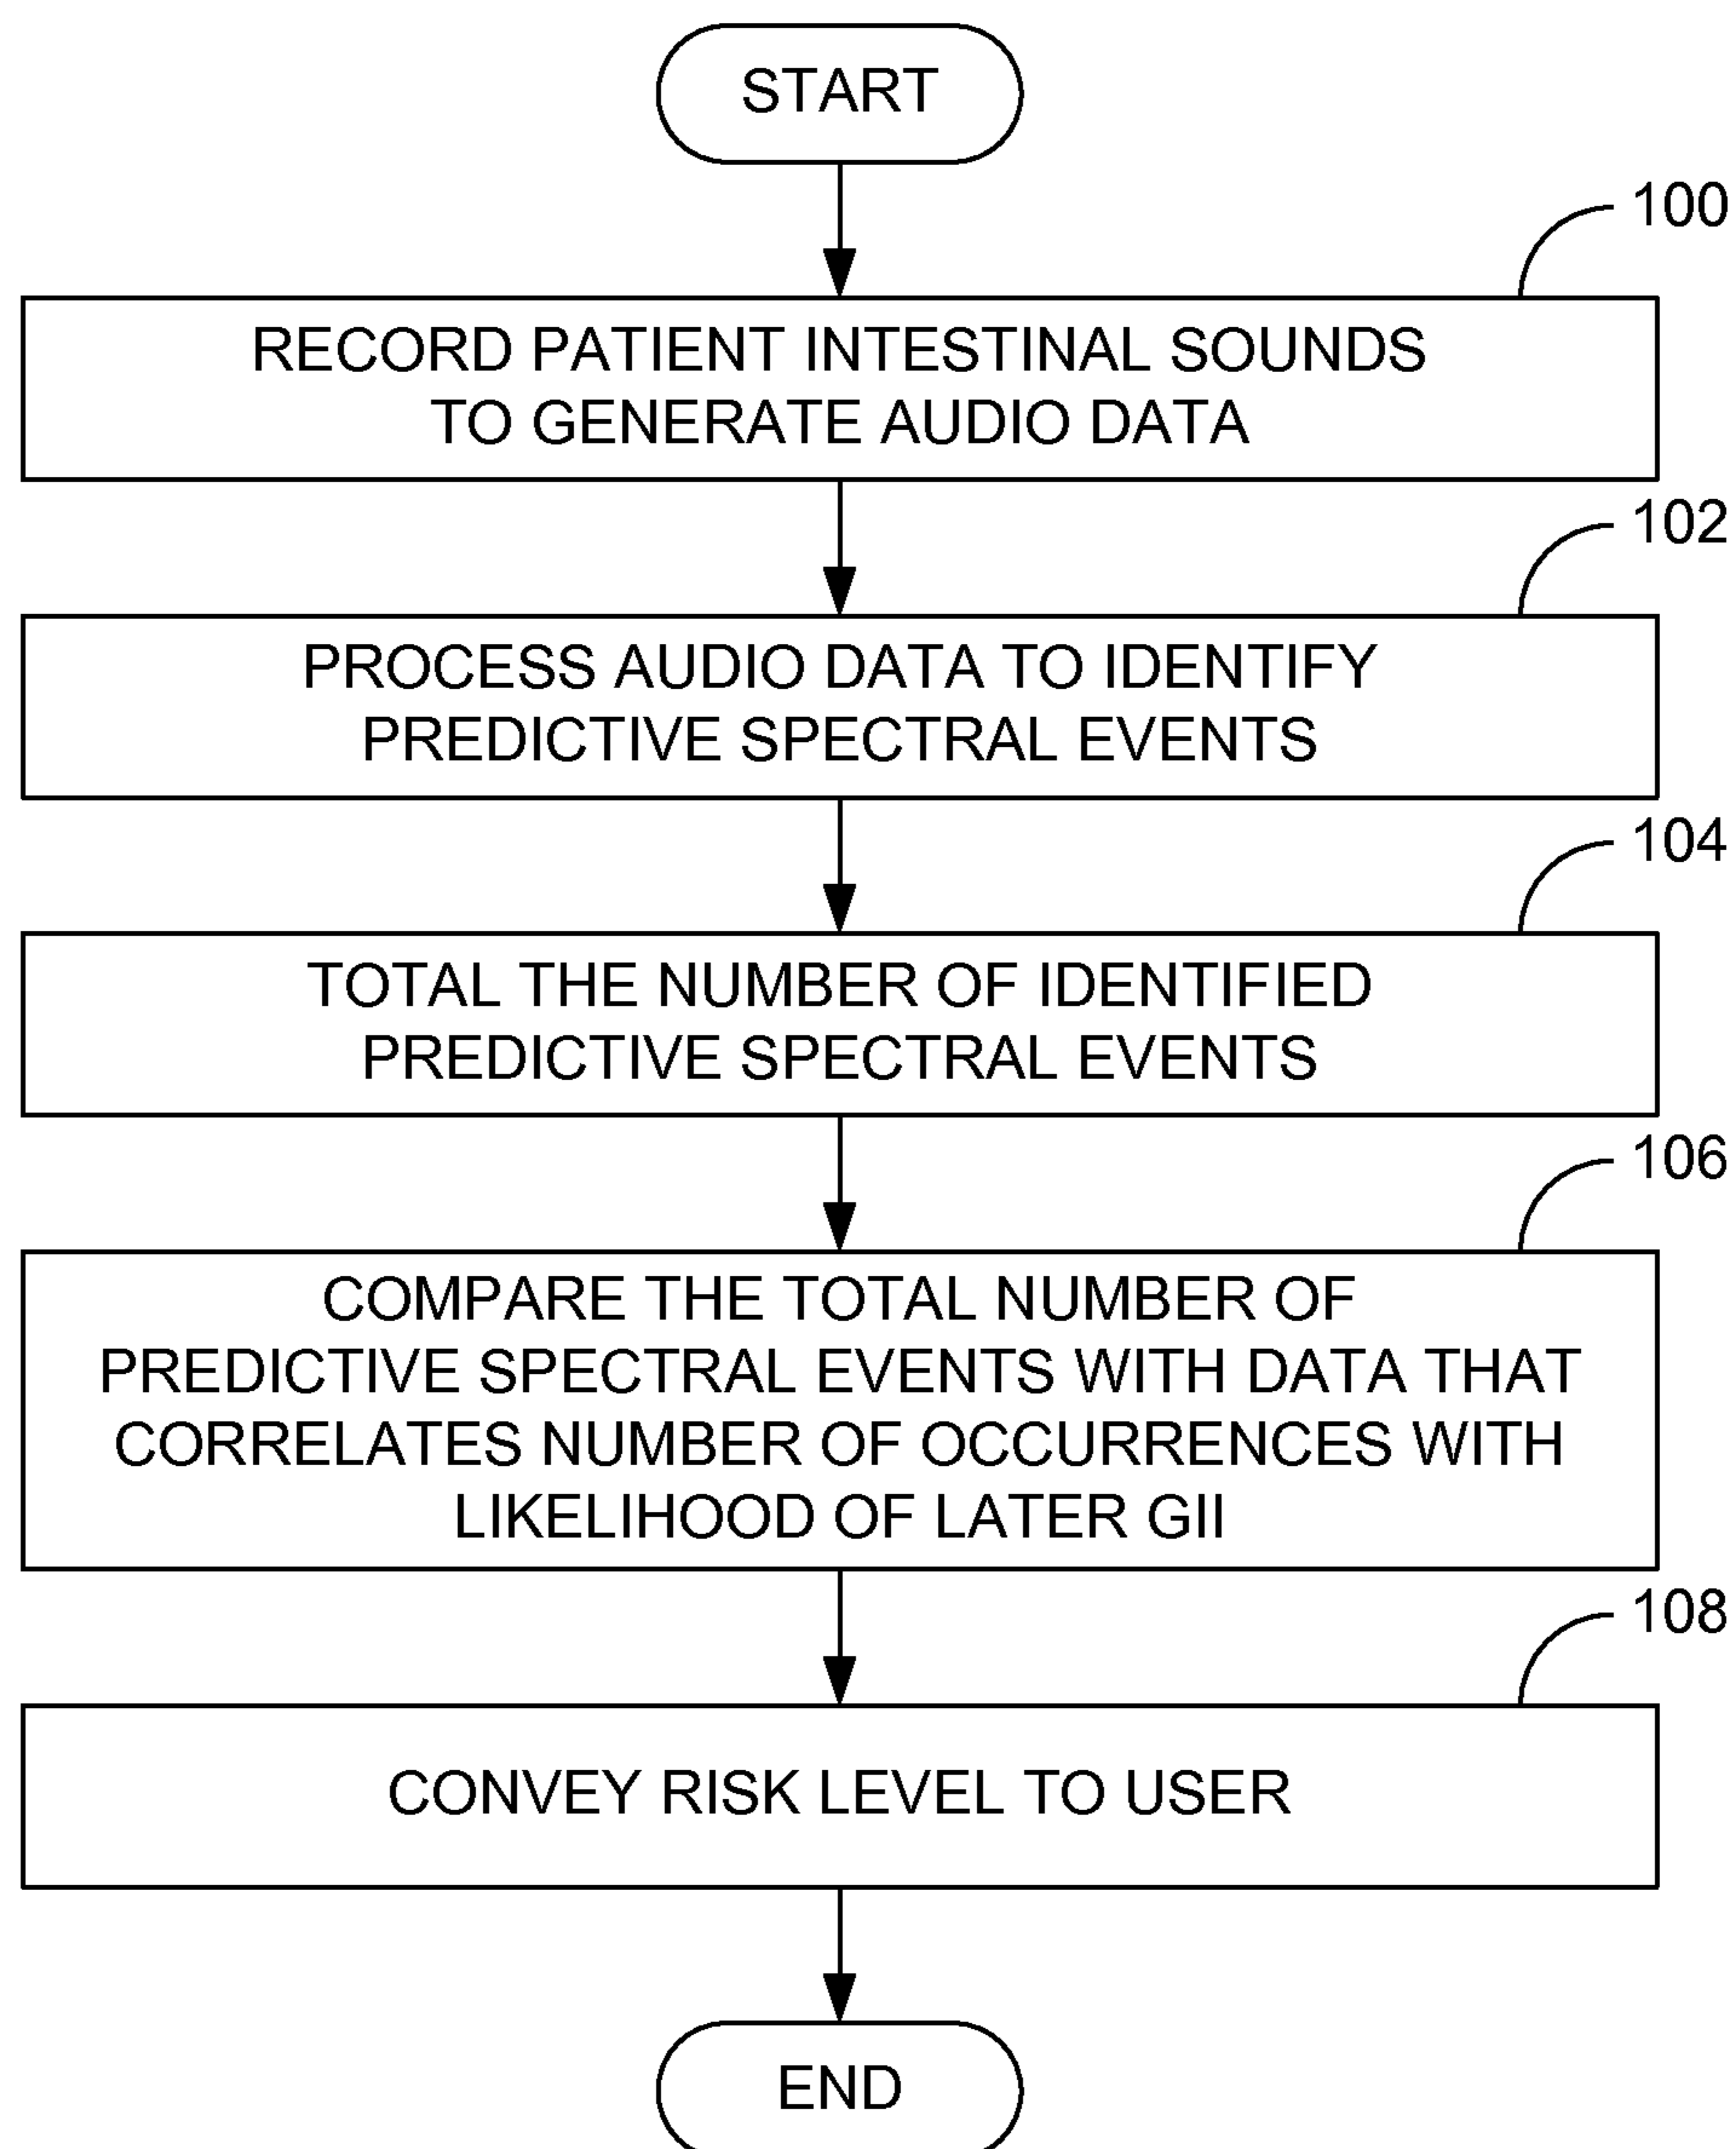 START
100
RECORD PATIENT INTESTINAL SOUNDS
TO GENERATE AUDIO DATA
102
PROCESS AUDIO DATA TO IDENTIFY
PREDICTIVE SPECTRAL EVENTS
104
TOTAL THE NUMBER OF IDENTIFIED
PREDICTIVE SPECTRAL EVENTS
106
COMPARE THE TOTAL NUMBER OF
PREDICTIVE SPECTRAL EVENTS WITH DATA THAT
CORRELATES NUMBER OF OCCURRENCES WITH
LIKELIHOOD OF LATER GII
108
CONVEY RISK LEVEL TO USER
END